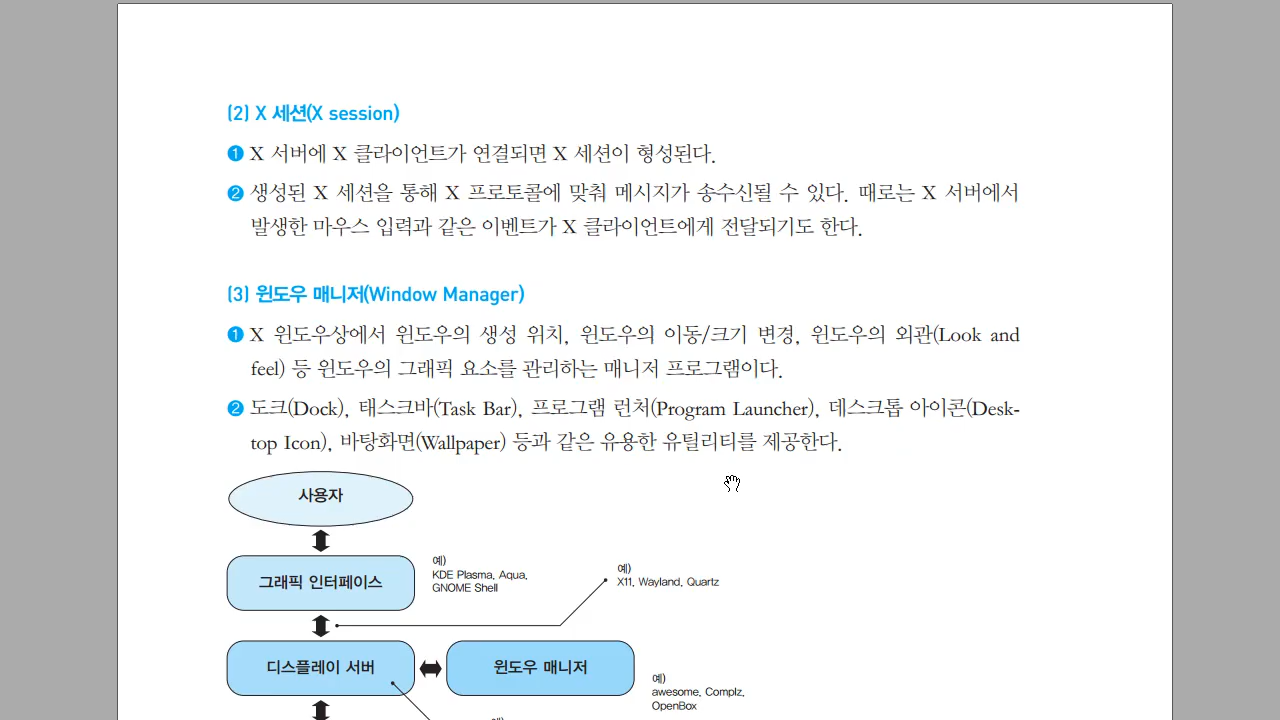 (2) X 세션(X session)
❶ X 서버에 X 클라이언트가 연결되면 X 세션이 형성된다.
❷ 생성된 X 세션을 통해 X 프로토콜에 맞춰 메시지가 송수신될 수 있다. 때로는 X 서버에서
발생한 마우스 입력과 같은 이벤트가 X 클라이언트에게 전달되기도 한다.
(3) 윈도우 매니저(Window Manager)
❶ X 윈도우상에서 윈도우의 생성 위치, 윈도우의 이동/크기 변경, 윈도우의 외관(Look and
feel) 등 윈도우의 그래픽 요소를 관리하는 매니저 프로그램이다.
❷ 도크(Dock), 태스크바(Task Bar), 프로그램 런처(Program Launcher), 데스크톱 아이콘(Desk-
top Icon), 바탕화면(Wallpaper) 등과 같은 유용한 유틸리티를 제공한다.
사용자
그래픽 인터페이스
예)
KDE Plasma, Aqua,
GNOME Shell
예)
X11, Wayland, Quartz
디스플레이 서버
윈도우 매니저
예)
awesome, Complz,
OpenBox